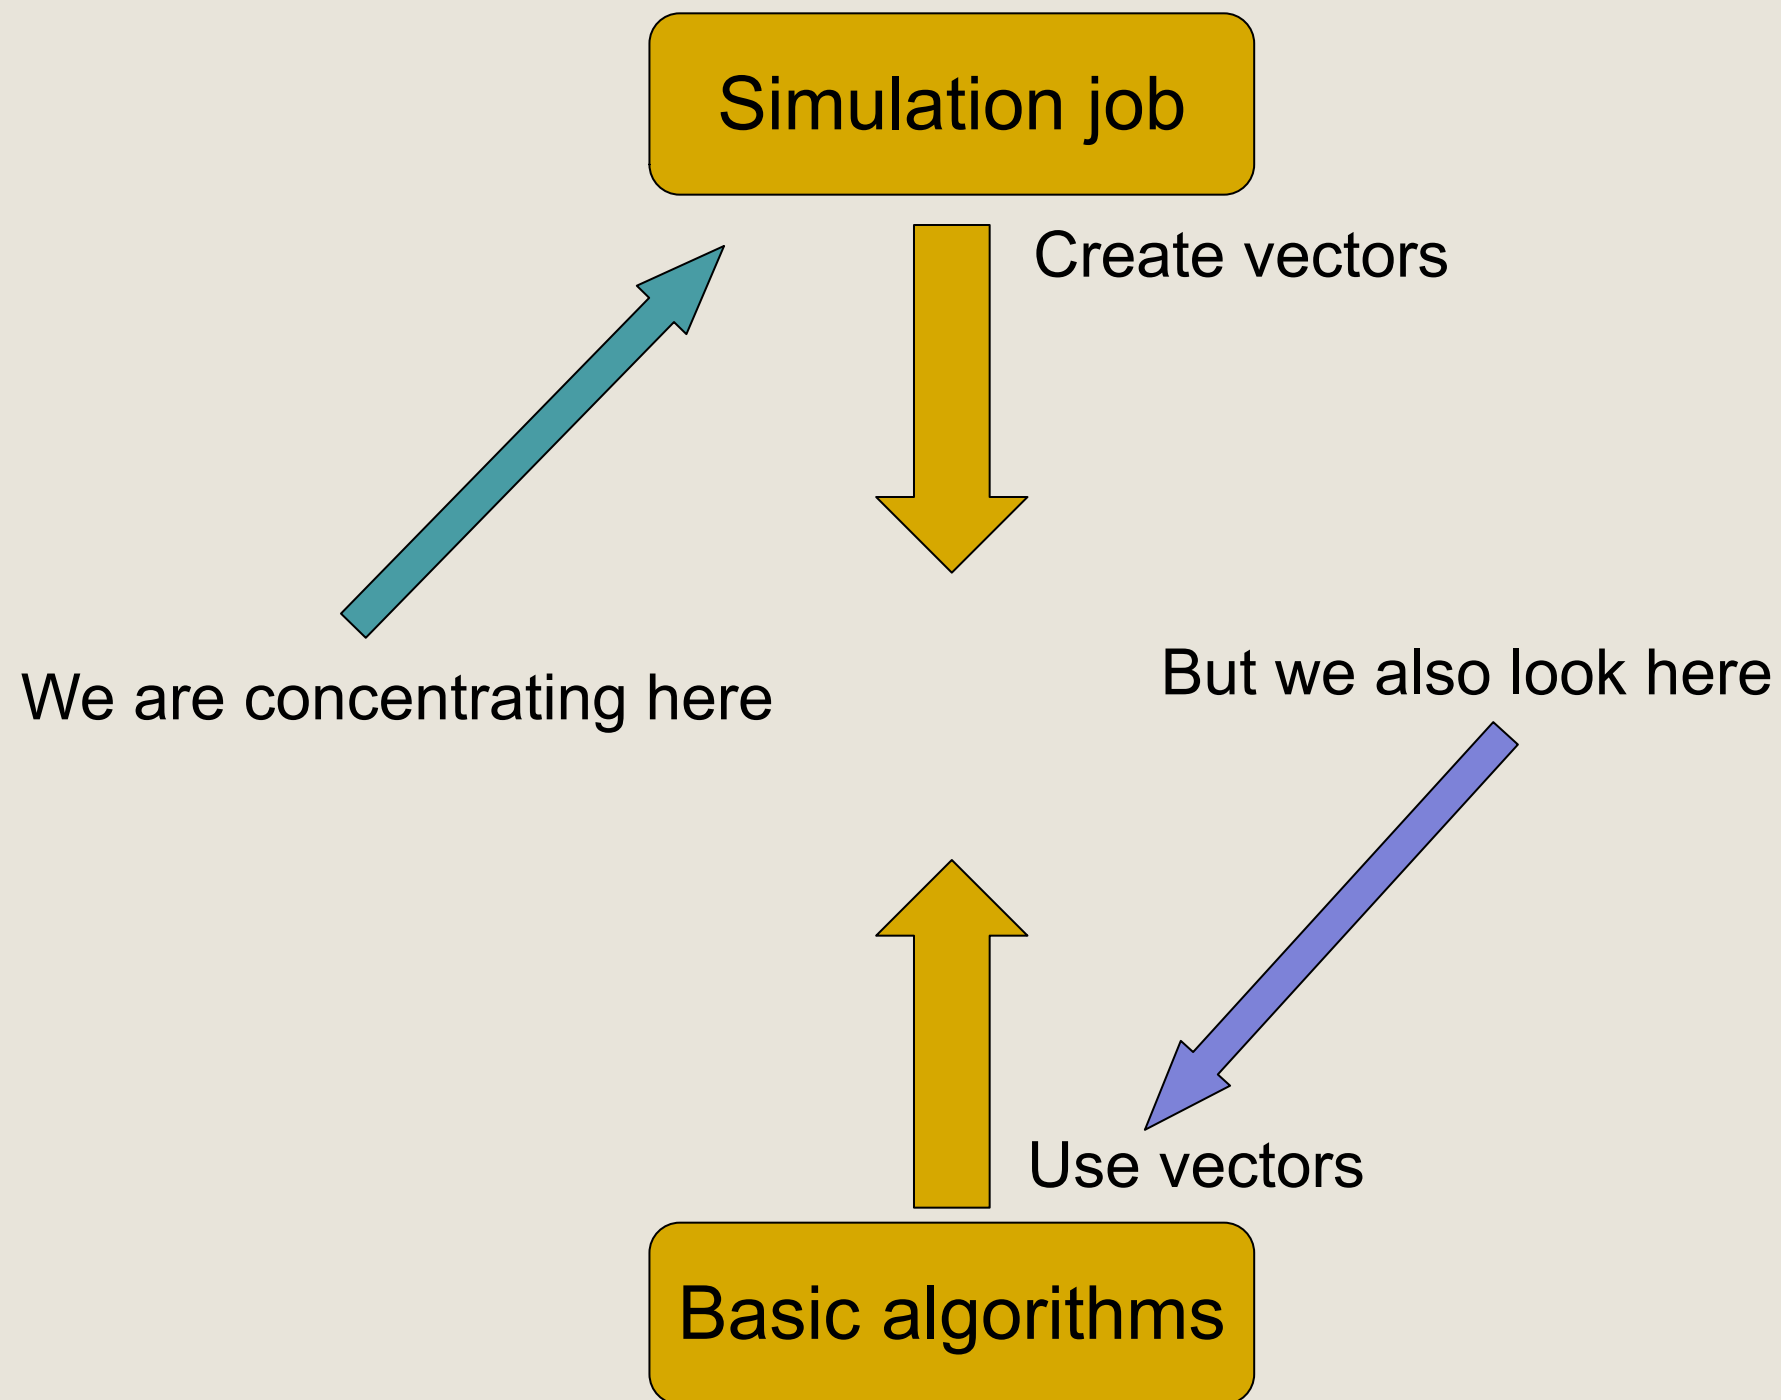 Simulation job
Create vectors
We are concentrating here
But we also look here
Use vectors
Basic algorithms